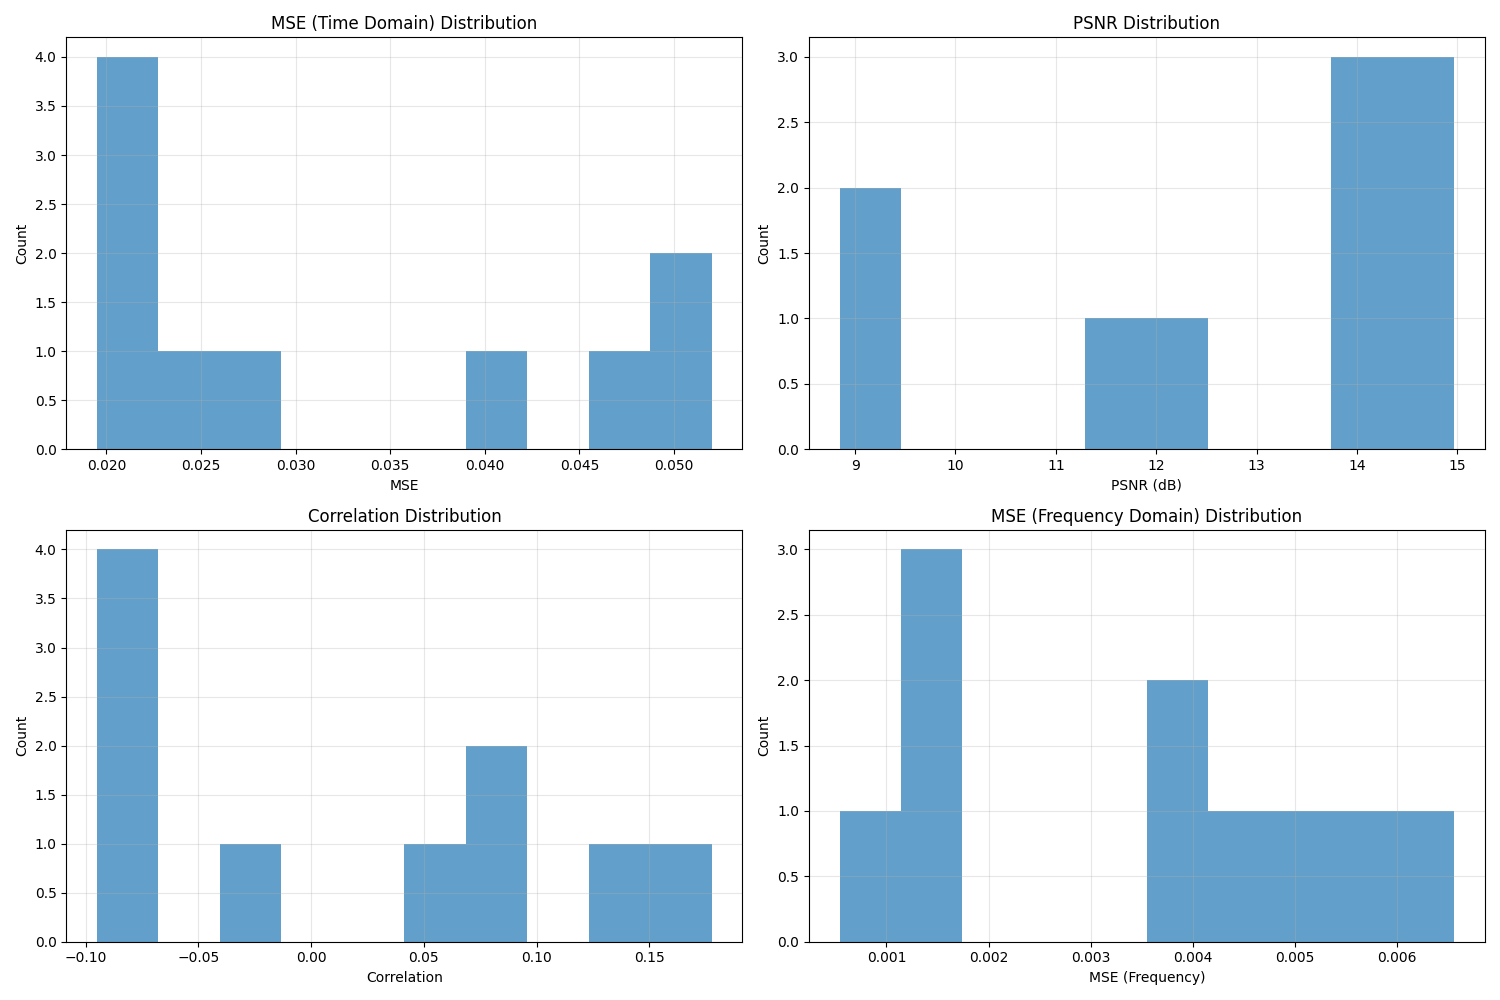 MSE (Time Domain) Distribution
4.0
3.5
3.0
2.5
2.0
1.5
1.0
0.5
0.0
Count
0.020 0.025 0.030 0.035 0.040 0.045 0.050
MSE
PSNR Distribution
3.0
2.5
2.0
1.5
1.0
0.5
0.0
Count
9 10 11 12 13 14 15
PSNR (dB)
Correlation Distribution
4.0
3.5
3.0
2.5
2.0
1.5
1.0
0.5
0.0
Count
−0.10 −0.05 0.00 0.05 0.10 0.15
Correlation
MSE (Frequency Domain) Distribution
3.0
2.5
2.0
1.5
1.0
0.5
0.0
Count
0.001 0.002 0.003 0.004 0.005 0.006
MSE (Frequency)